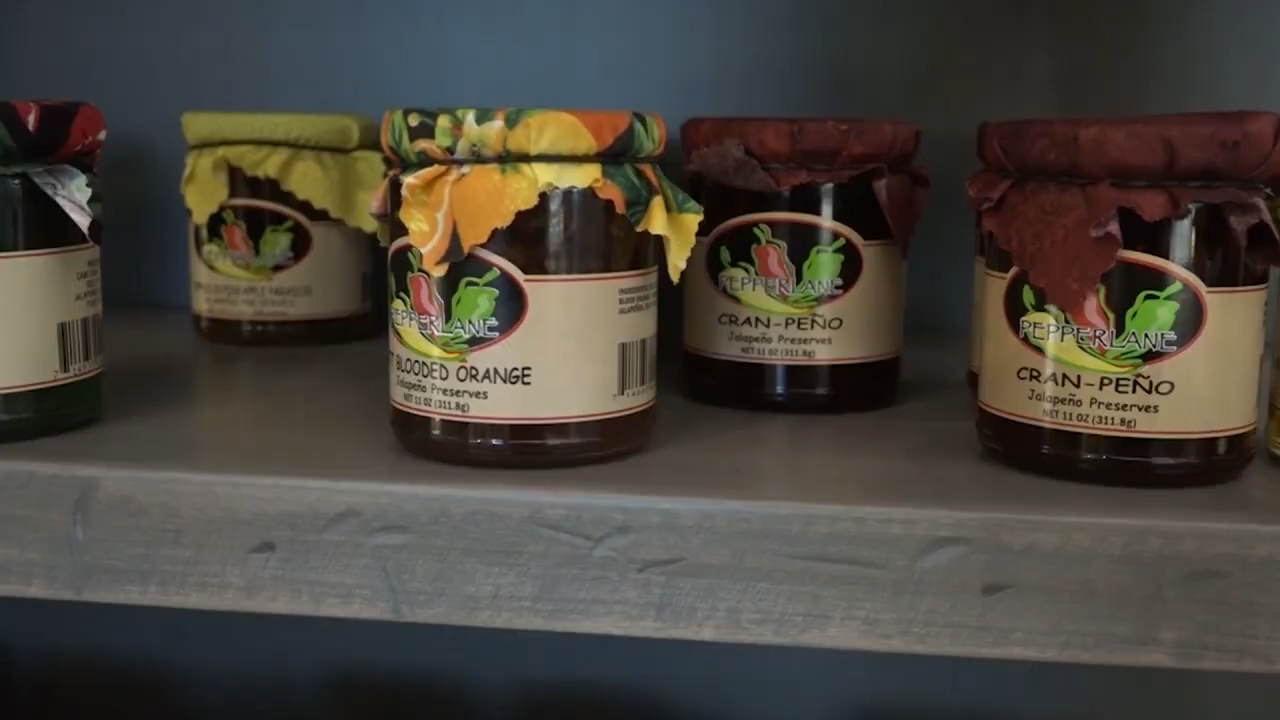 PEPPERLANE
PEPPERLANE
T BLOODED ORANGE
Jalapeño Preserves
NET 11 OZ (311.8g)
PEPPERLANE
CRAN-PEÑO
Jalapeño Preserves
NET 11 OZ (311.8g)
PEPPERLANE
CRAN-PEÑO
Jalapeño Preserves
NET 11 OZ (311.8g)